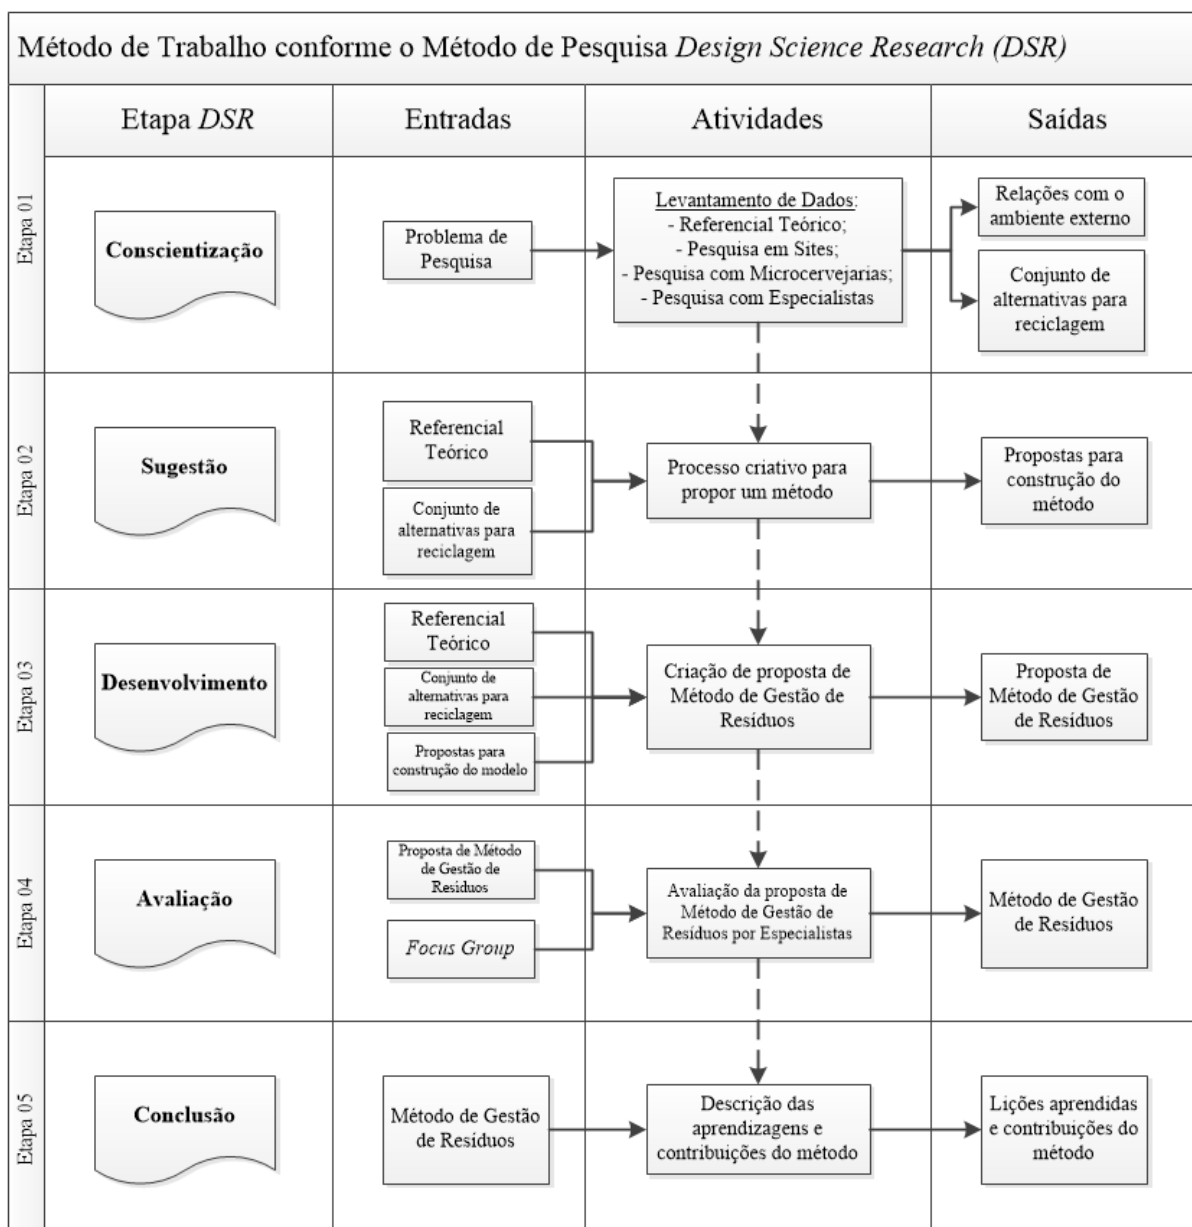 Método de Trabalho conforme o Método de Pesquisa Design Science Research (DSR)
Etapa DSR
Entradas
Atividades
Saídas
Etapa 01
Conscientização
Problema de
Pesquisa
Levantamento de Dados:
- Referencial Teórico;
- Pesquisa em Sites;
- Pesquisa com Microcervejarias;
- Pesquisa com Especialistas
Relações com o
ambiente externo
Conjunto de
alternativas para
reciclagem
Etapa 02
Sugestão
Referencial
Teórico
Conjunto de
alternativas para
reciclagem
Processo criativo para
propor um método
Propostas para
construção do
método
Etapa 03
Desenvolvimento
Referencial
Teórico
Conjunto de
alternativas para
reciclagem
Propostas para
construção do modelo
Criação de proposta de
Método de Gestão de
Resíduos
Proposta de
Método de Gestão
de Resíduos
Etapa 04
Avaliação
Proposta de Método
de Gestão de
Resíduos
Focus Group
Avaliação da proposta de
Método de Gestão de
Resíduos por Especialistas
Método de Gestão
de Resíduos
Etapa 05
Conclusão
Método de Gestão
de Resíduos
Descrição das
aprendizagens e
contribuições do método
Lições aprendidas
e contribuições do
método